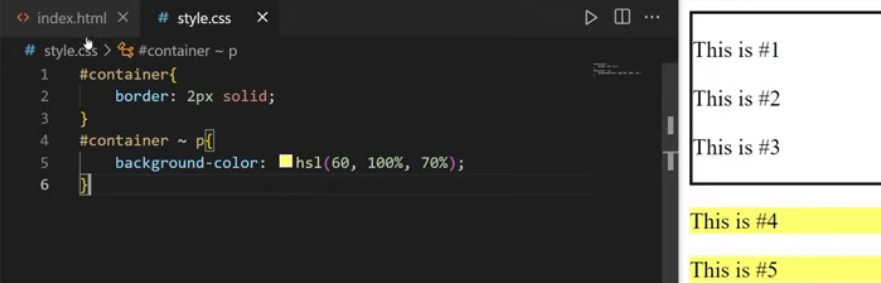 index.html
style.css
style.css > #container ~ p
1 #container{
2 border: 2px solid;
3 }
4 #container ~ p{
5 background-color: hsl(60, 100%, 70%);
6 }
This is #1
This is #2
This is #3
This is #4
This is #5